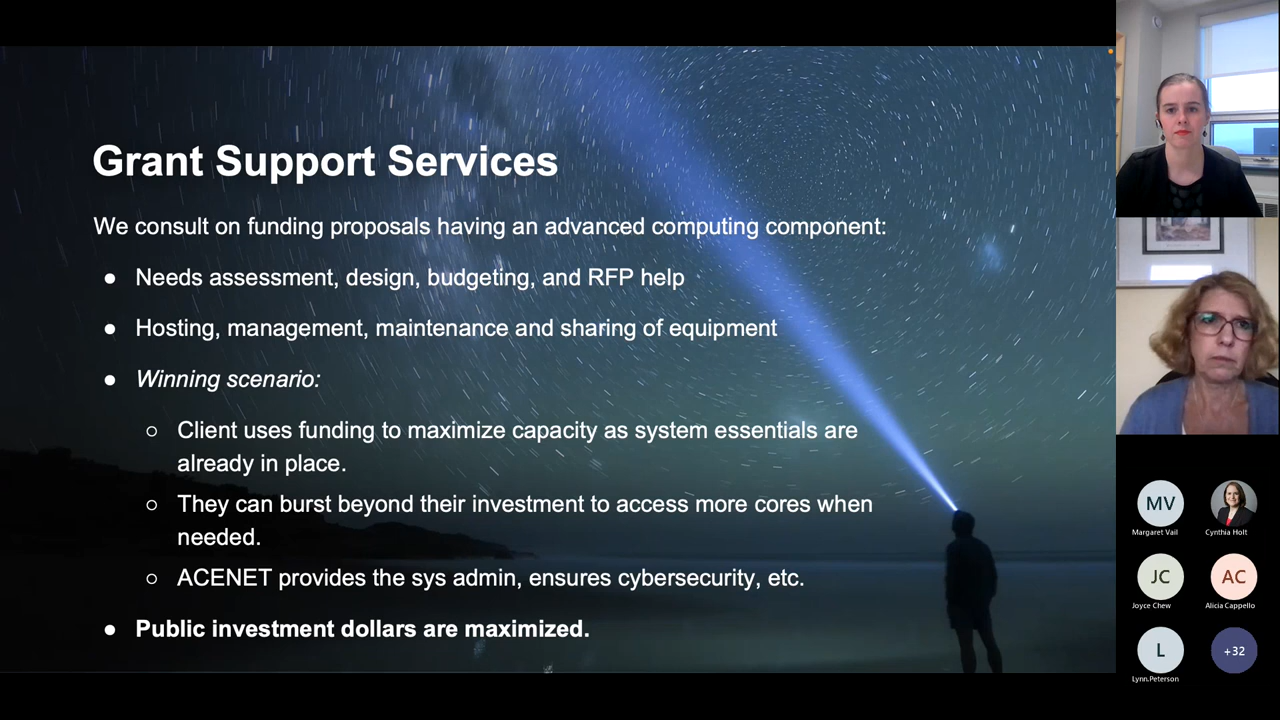 Grant Support Services
We consult on funding proposals having an advanced computing component:
● Needs assessment, design, budgeting, and RFP help
● Hosting, management, maintenance and sharing of equipment
● Winning scenario:
○ Client uses funding to maximize capacity as system essentials are
already in place.
○ They can burst beyond their investment to access more cores when
needed.
○ ACENET provides the sys admin, ensures cybersecurity, etc.
● Public investment dollars are maximized.
MV
Margaret Vail
Cynthia Holt
JC
Joyce Chew
AC
Alicia Cappello
L
Lynn.Peterson
+32